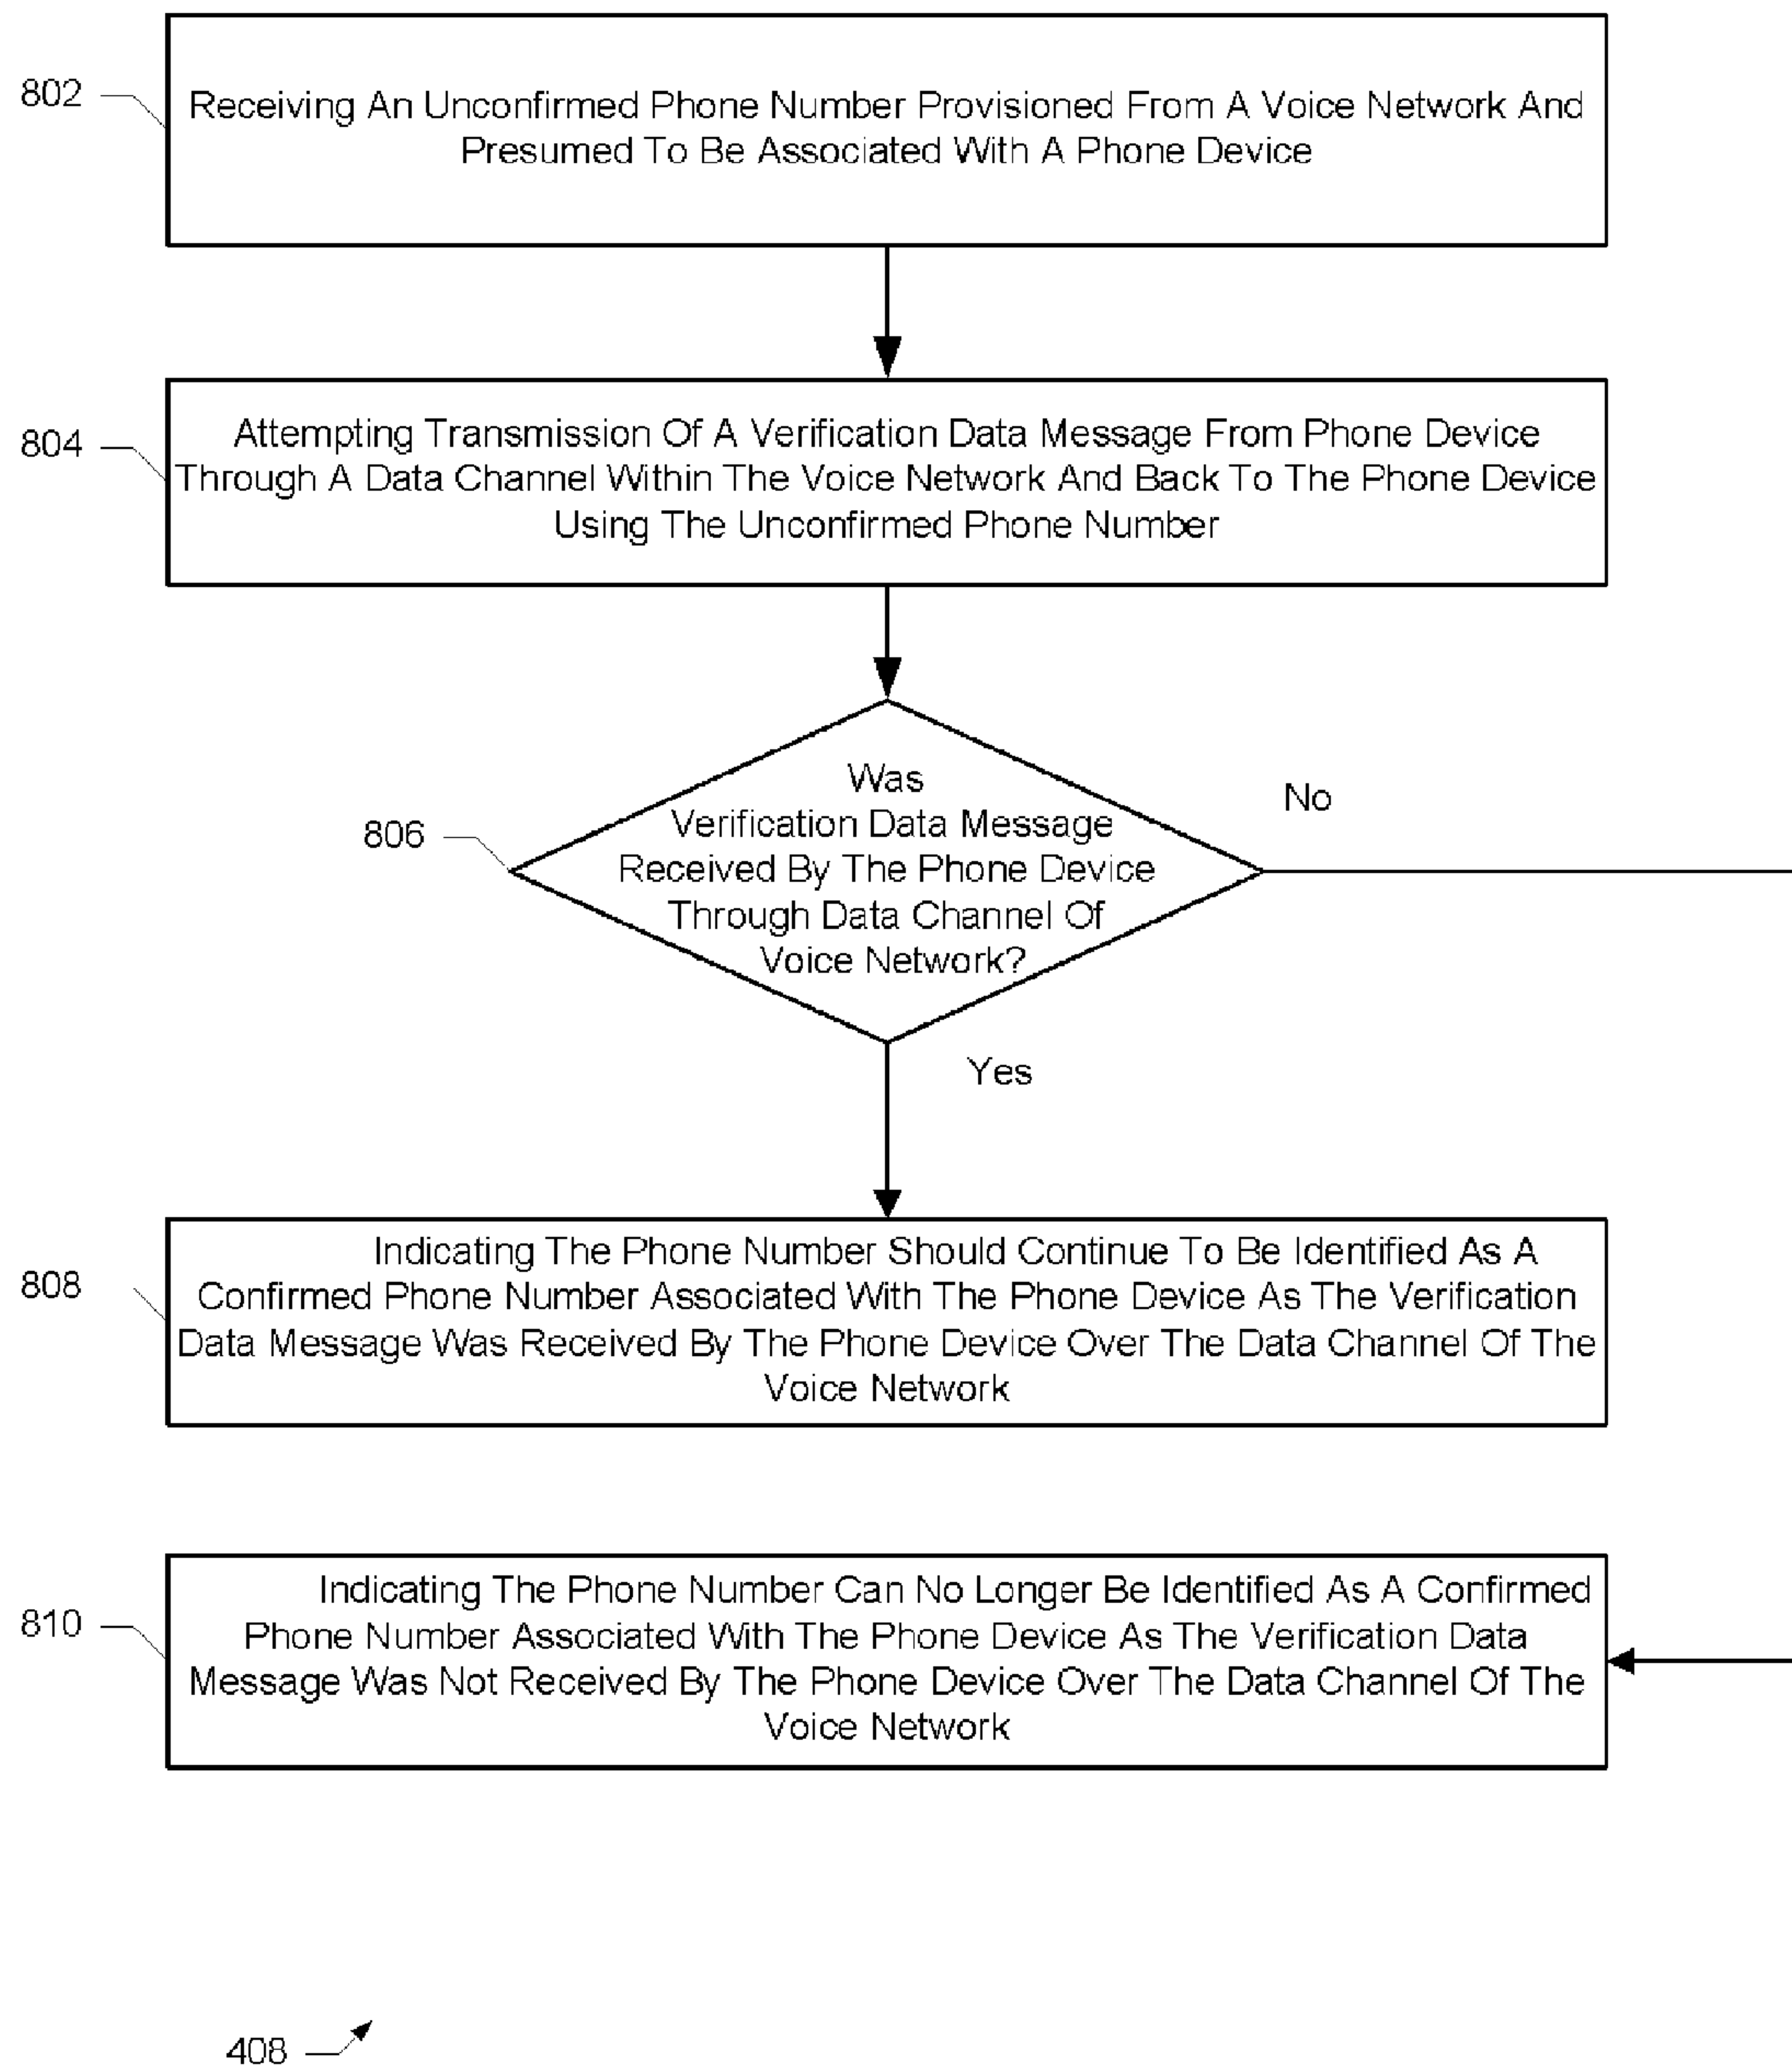 802
Receiving An Unconfirmed Phone Number Provisioned From A Voice Network And
Presumed To Be Associated With A Phone Device
804
Attempting Transmission Of A Verification Data Message From Phone Device
Through A Data Channel Within The Voice Network And Back To The Phone Device
Using The Unconfirmed Phone Number
806
Was
Verification Data Message
Received By The Phone Device
Through Data Channel Of
Voice Network?
No
Yes
808
Indicating The Phone Number Should Continue To Be Identified As A
Confirmed Phone Number Associated With The Phone Device As The Verification
Data Message Was Received By The Phone Device Over The Data Channel Of The
Voice Network
810
Indicating The Phone Number Can No Longer Be Identified As A Confirmed
Phone Number Associated With The Phone Device As The Verification Data
Message Was Not Received By The Phone Device Over The Data Channel Of The
Voice Network
408